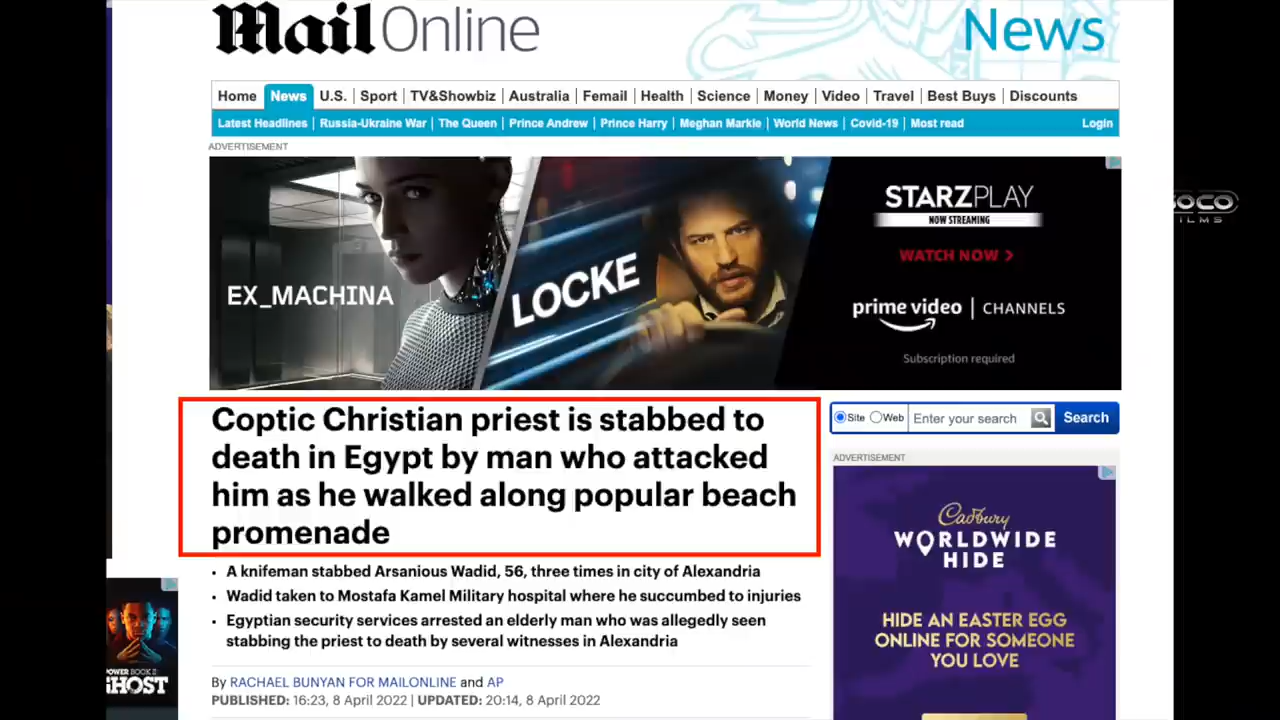 Mail Online
News
Home News U.S. Sport TV&Showbiz Australia Femail Health Science Money Video Travel Best Buys Discounts
Latest Headlines Russia-Ukraine War The Queen Prince Andrew Prince Harry Meghan Markle World News Covid-19 Most read Login
ADVERTISEMENT
STARZPLAY
NOW STREAMING
WATCH NOW >
EX_MACHINA
LOCKE
prime video | CHANNELS
Subscription required
OCO
ILMS
Coptic Christian priest is stabbed to
death in Egypt by man who attacked
him as he walked along popular beach
promenade
Site Web Enter your search Search
• A knifeman stabbed Arsanious Wadid, 56, three times in city of Alexandria
• Wadid taken to Mostafa Kamel Military hospital where he succumbed to injuries
• Egyptian security services arrested an elderly man who was allegedly seen
stabbing the priest to death by several witnesses in Alexandria
By RACHAEL BUNYAN FOR MAILONLINE and AP
PUBLISHED: 16:23, 8 April 2022 | UPDATED: 20:14, 8 April 2022
ADVERTISEMENT
Cadbury
WORLDWIDE
HIDE
HIDE AN EASTER EGG
ONLINE FOR SOMEONE
YOU LOVE
POWER BOOK II
GHOST